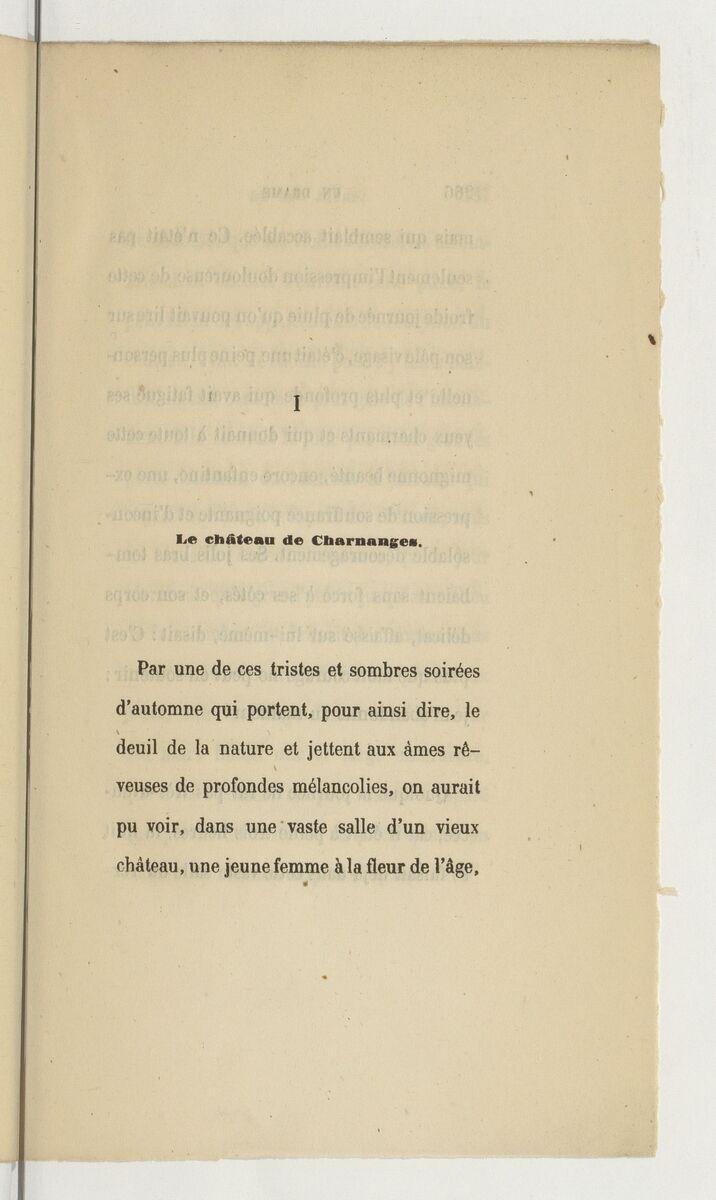 I
Le château de Charnanges.
Par une de ces tristes et sombres soirées
d'automne qui portent, pour ainsi dire, le
deuil de la nature et jettent aux âmes rê-
veuses de profondes mélancolies, on aurait
pu voir, dans une vaste salle d'un vieux
château, une jeune femme à la fleur de l'âge,